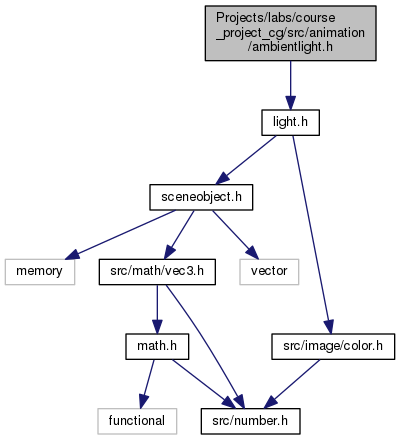 Projects/labs/course
_project_cg/src/animation
/ambientlight.h
light.h
sceneobject.h
memory
src/math/vec3.h
vector
math.h
src/image/color.h
functional
src/number.h